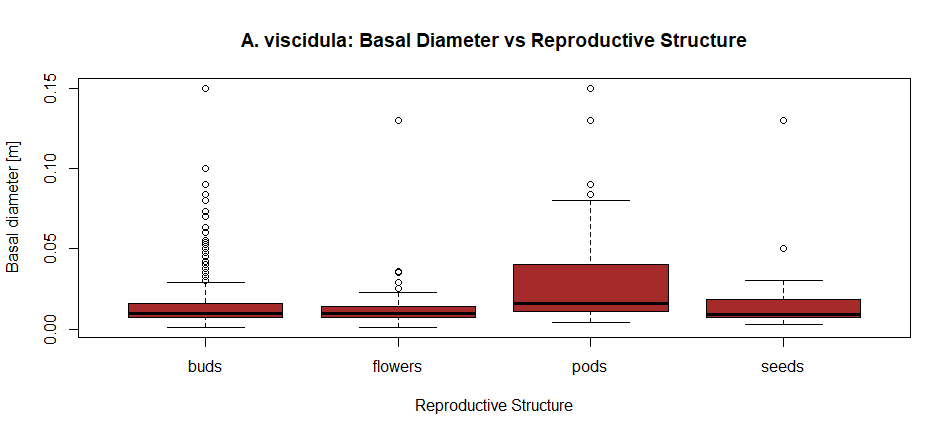 A. viscidula: Basal Diameter vs Reproductive Structure
Basal diameter [m]
0.15
0.10
0.05
0.00
buds flowers pods seeds
Reproductive Structure